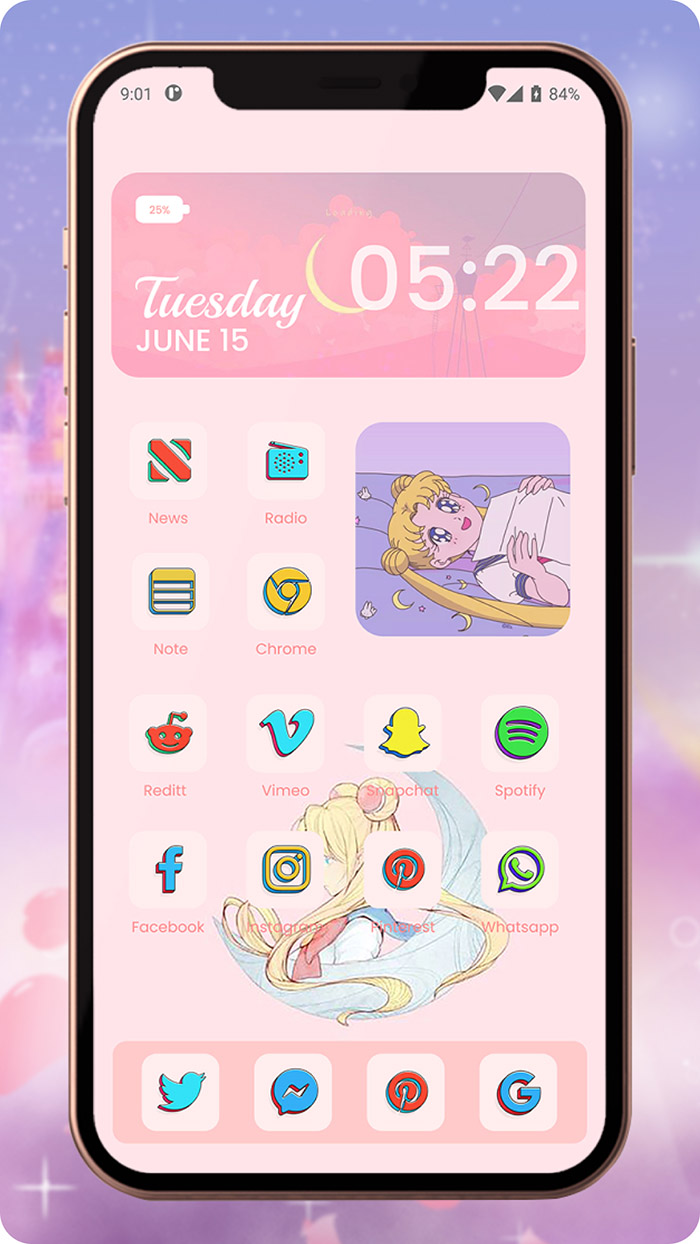 9:01
84%
25%
Loading
05:22
Tuesday
JUNE 15
News
Radio
Note
Chrome
Reditt
Vimeo
Snapchat
Spotify
Facebook
Instagram
Pinterest
Whatsapp